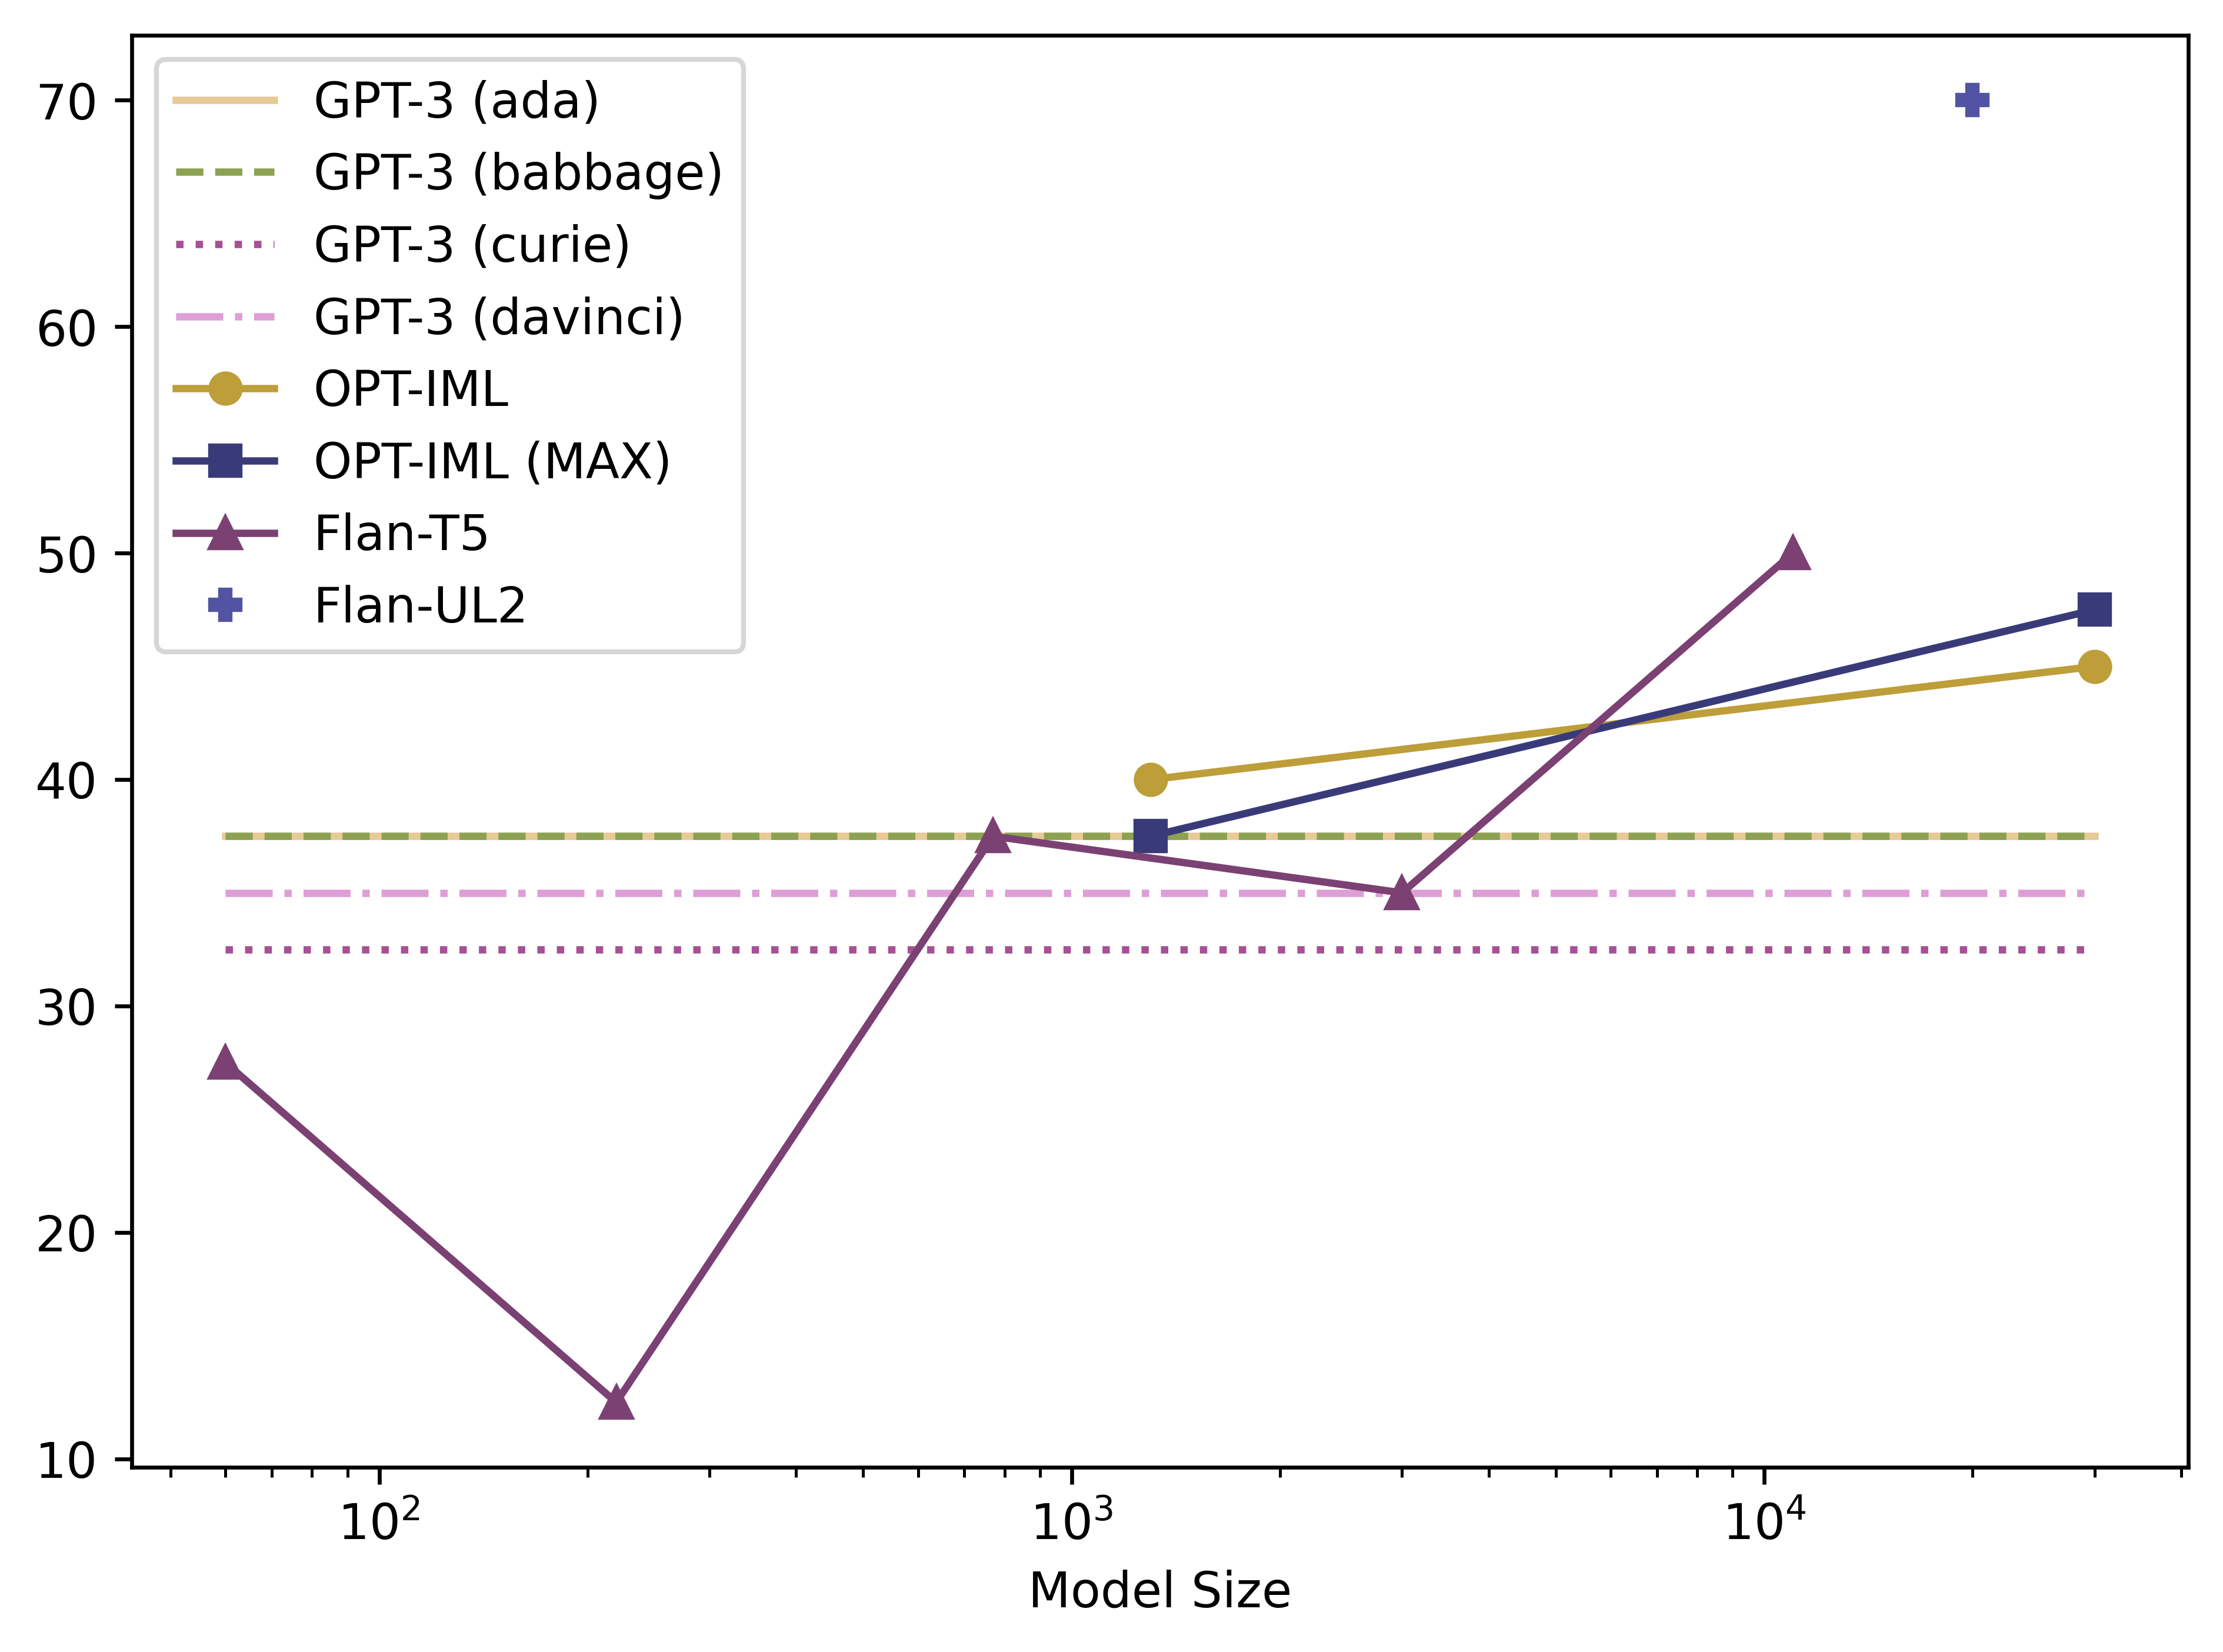 GPT-3 (ada)
GPT-3 (babbage)
GPT-3 (curie)
GPT-3 (davinci)
OPT-IML
OPT-IML (MAX)
Flan-T5
Flan-UL2
70
60
50
40
30
20
10
10²
10³
10⁴
Model Size